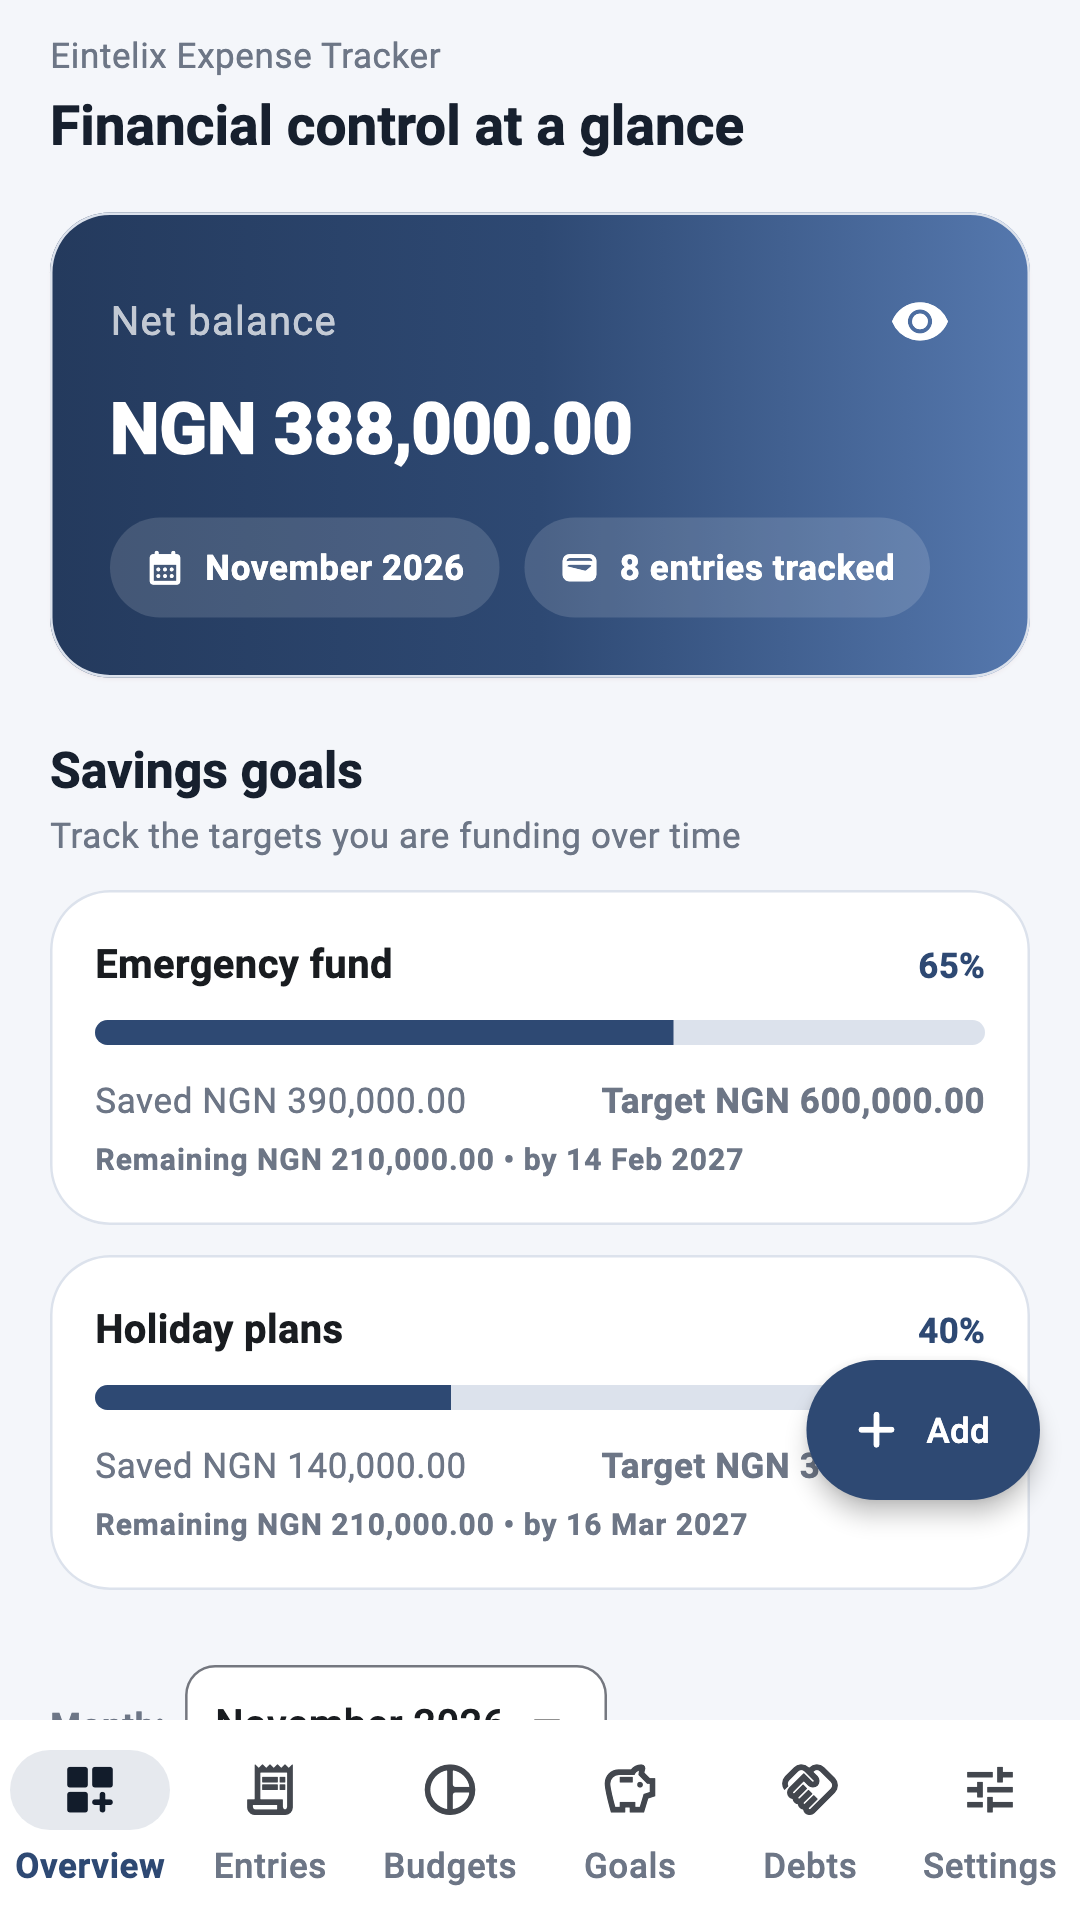 Eintelix Expense Tracker
Financial control at a glance
Net balance
NGN 388,000.00
November 2026
8 entries tracked
Savings goals
Track the targets you are funding over time
Emergency fund
65%
Saved NGN 390,000.00
Target NGN 600,000.00
Remaining NGN 210,000.00 • by 14 Feb 2027
Holiday plans
40%
Saved NGN 140,000.00
Target NGN 3
Add
Remaining NGN 210,000.00 • by 16 Mar 2027
Month:
November 2026
Overview
Entries
Budgets
Goals
Debts
Settings